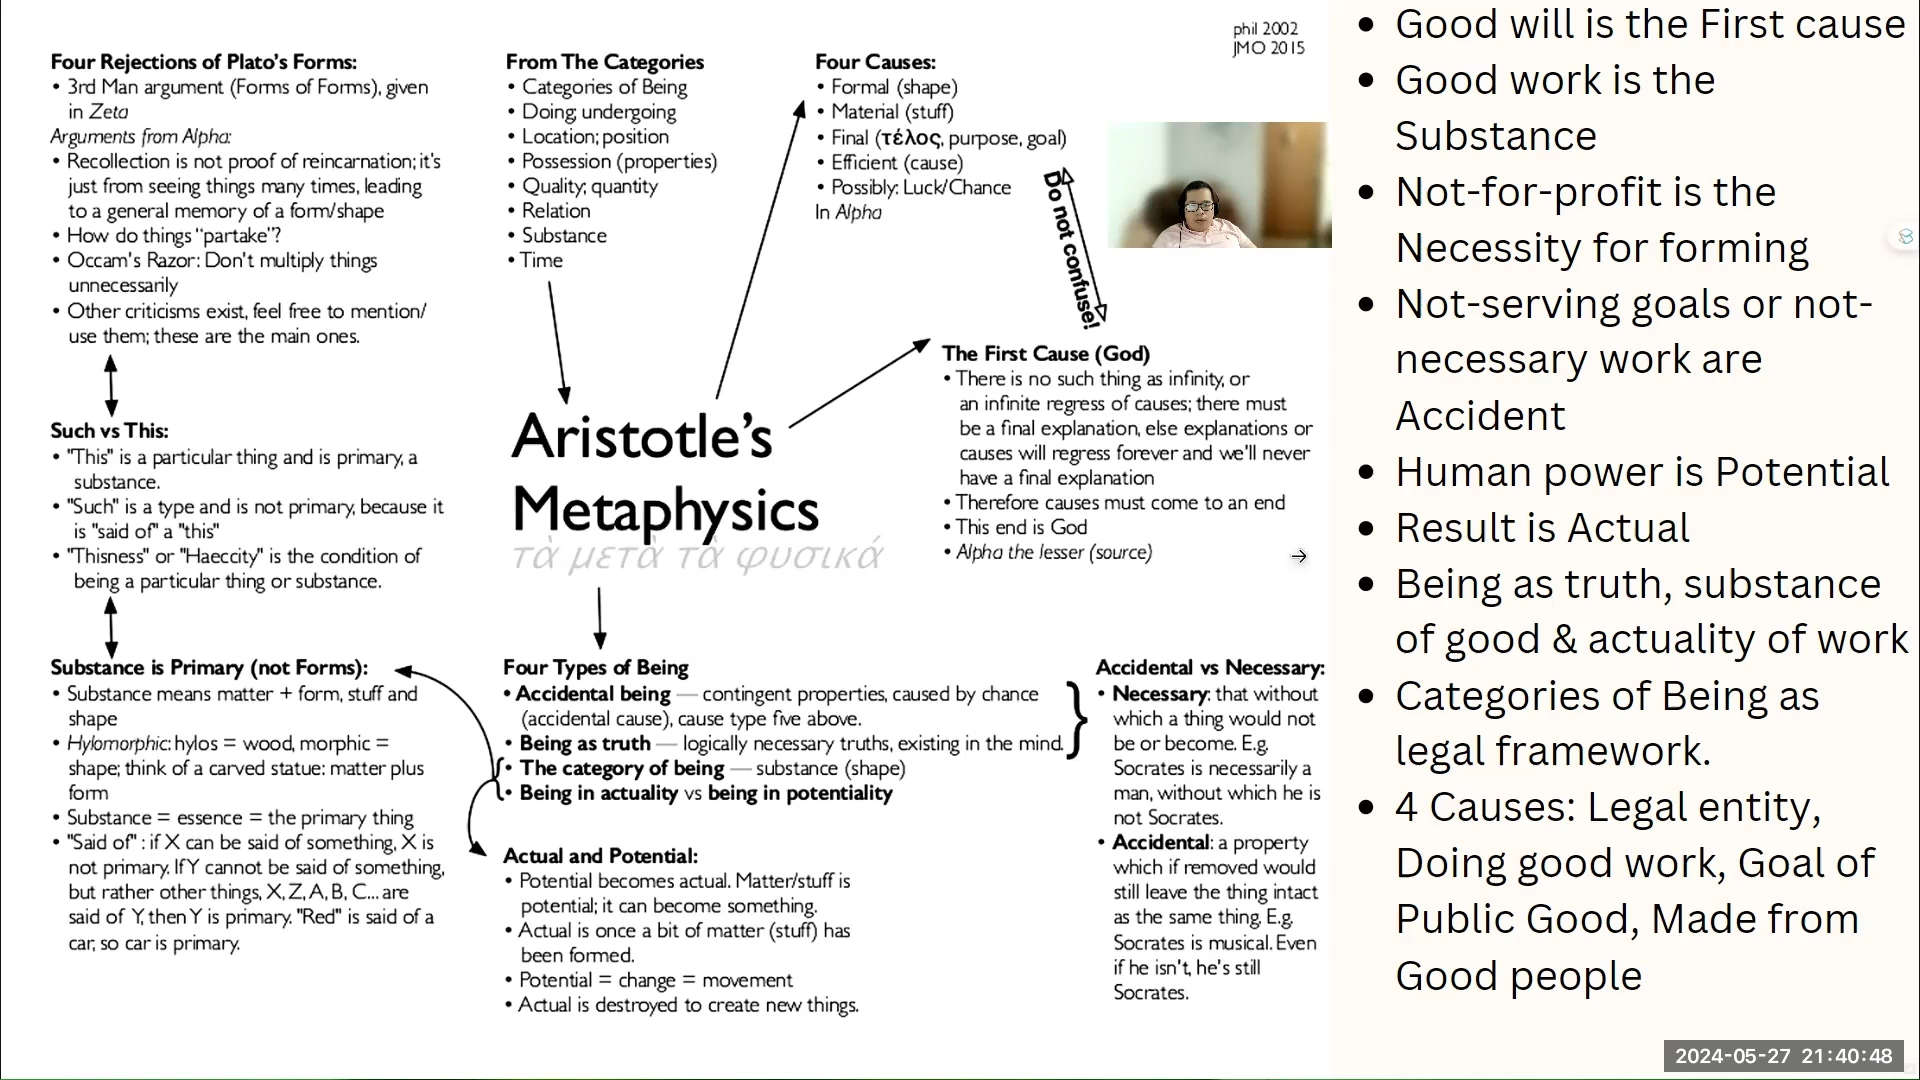 phil 2002
JMO 2015
Four Rejections of Plato's Forms:
• 3rd Man argument (Forms of Forms), given
in Zeta
Arguments from Alpha:
• Recollection is not proof of reincarnation; it's
just from seeing things many times, leading
to a general memory of a form/shape
• How do things "partake"?
• Occam's Razor: Don't multiply things
unnecessarily
• Other criticisms exist, feel free to mention/
use them; these are the main ones.
Such vs This:
• "This" is a particular thing and is primary, a
substance.
• "Such" is a type and is not primary, because it
is "said of" a "this"
• "Thisness" or "Haeccity" is the condition of
being a particular thing or substance.
Substance is Primary (not Forms):
• Substance means matter + form, stuff and
shape
• Hylomorphic: hylos = wood, morphic =
shape; think of a carved statue: matter plus
form
• Substance = essence = the primary thing
• "Said of" : if X can be said of something, X is
not primary. If Y cannot be said of something,
but rather other things, X, Z, A, B, C... are
said of Y, then Y is primary. "Red" is said of a
car, so car is primary.
From The Categories
• Categories of Being
• Doing; undergoing
• Location; position
• Possession (properties)
• Quality; quantity
• Relation
• Substance
• Time
Aristotle's
Metaphysics
τὰ μετὰ τὰ φυσικά
Four Types of Being
• Accidental being — contingent properties, caused by chance
(accidental cause), cause type five above.
• Being as truth — logically necessary truths, existing in the mind.
• The category of being — substance (shape)
• Being in actuality vs being in potentiality
Actual and Potential:
• Potential becomes actual. Matter/stuff is
potential; it can become something.
• Actual is once a bit of matter (stuff) has
been formed.
• Potential = change = movement
• Actual is destroyed to create new things.
Four Causes:
• Formal (shape)
• Material (stuff)
• Final (τέλος, purpose, goal)
• Efficient (cause)
• Possibly: Luck/Chance
In Alpha
Do not confuse!
The First Cause (God)
• There is no such thing as infinity, or
an infinite regress of causes; there must
be a final explanation, else explanations or
causes will regress forever and we'll never
have a final explanation
• Therefore causes must come to an end
• This end is God
• Alpha the lesser (source)
Accidental vs Necessary:
• Necessary: that without
which a thing would not
be or become. E.g.
Socrates is necessarily a
man, without which he is
not Socrates.
• Accidental: a property
which if removed would
still leave the thing intact
as the same thing. E.g.
Socrates is musical. Even
if he isn't, he's still
Socrates.
• Good will is the First cause
• Good work is the
Substance
• Not-for-profit is the
Necessity for forming
• Not-serving goals or not-
necessary work are
Accident
• Human power is Potential
• Result is Actual
• Being as truth, substance
of good & actuality of work
• Categories of Being as
legal framework.
• 4 Causes: Legal entity,
Doing good work, Goal of
Public Good, Made from
Good people
2024-05-27 21:40:48